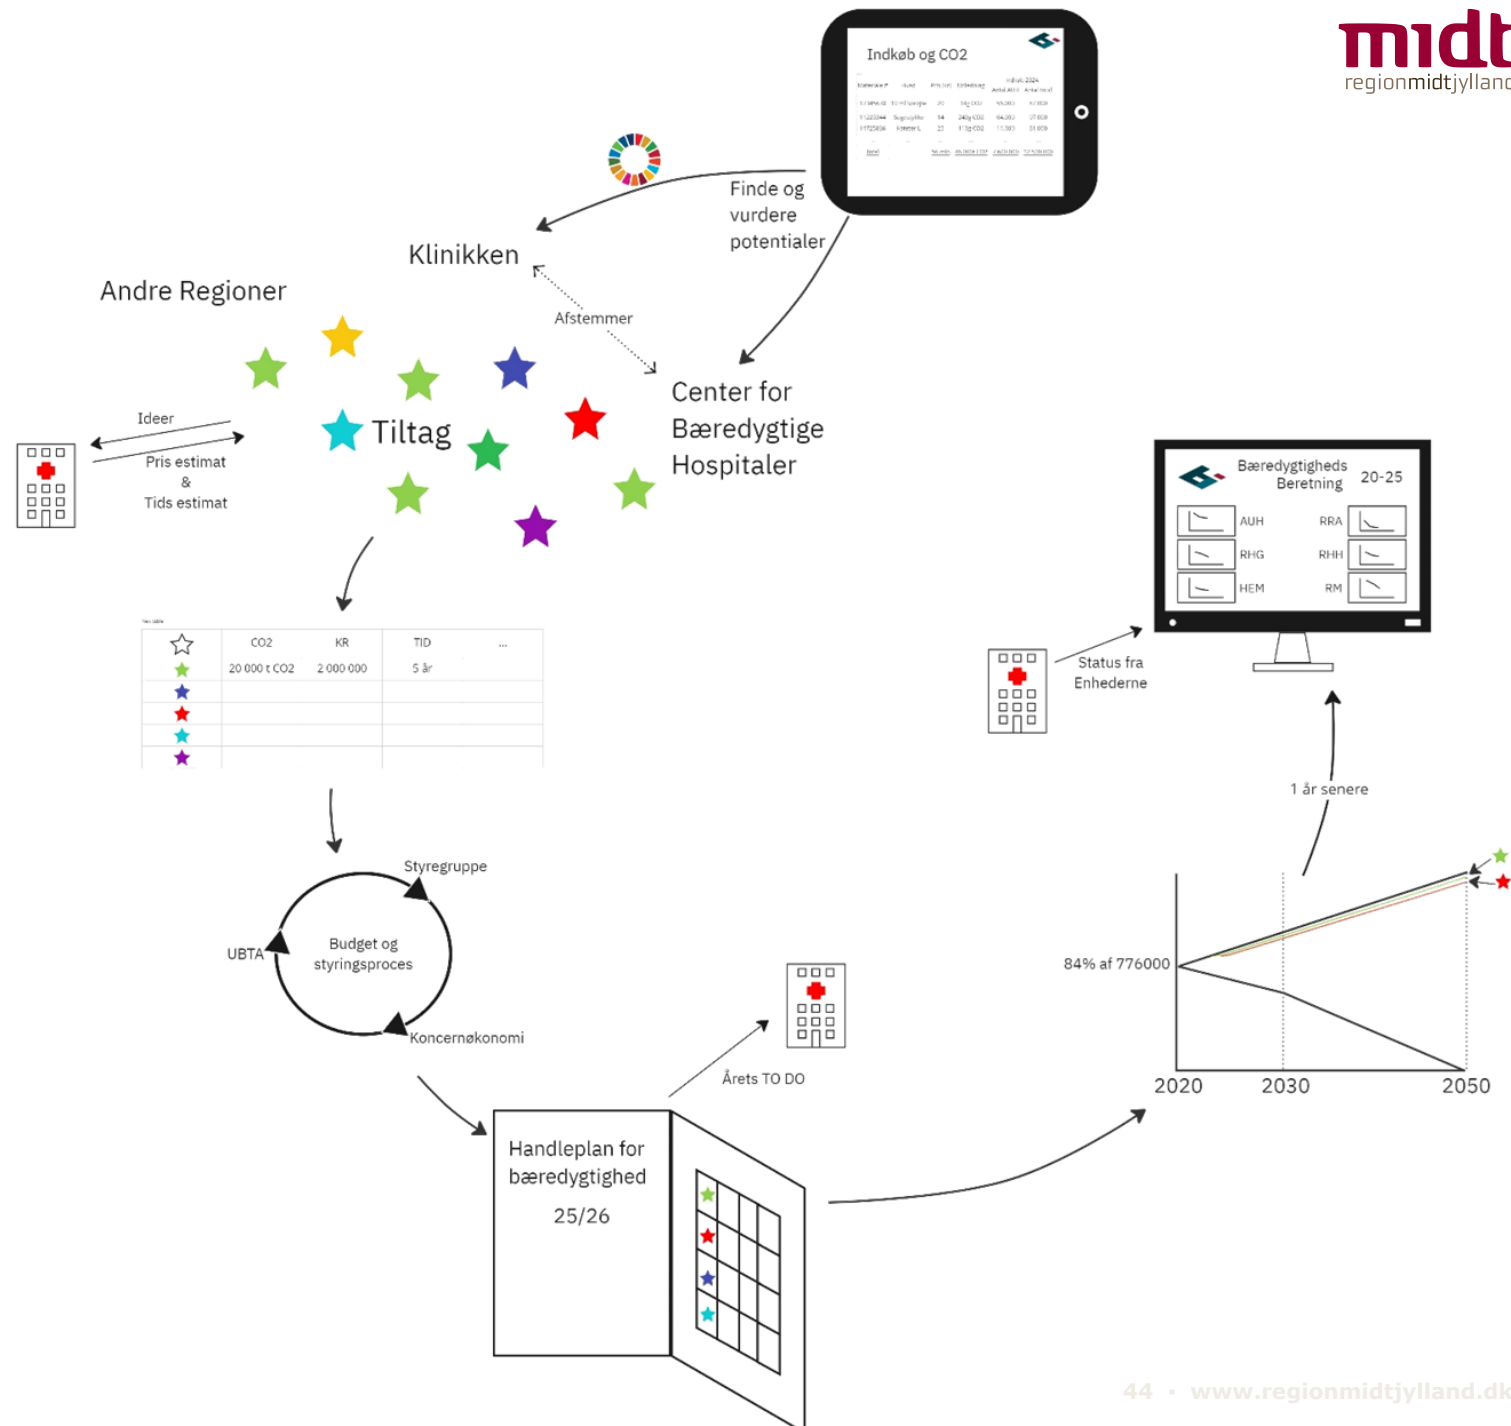 midt
regionmidtjylland
Indkøb og CO2
Finde og
vurdere
potentialer
Klinikken
Andre Regioner
Afstemmer
Center for
Bæredygtige
Hospitaler
Tiltag
Ideer
Pris estimat
&
Tids estimat
CO2 KR TID ...
20 000 t CO2 2 000 000 5 år
Styregruppe
UBTA
Budget og
styringsproces
Koncernøkonomi
Årets TO DO
Handleplan for
bæredygtighed
25/26
84% af 776000
2020 2030 2050
1 år senere
Status fra
Enhederne
Bæredygtigheds
Beretning
20-25
AUH RRA
RHG RHH
HEM RM
44 · www.regionmidtjylland.dk